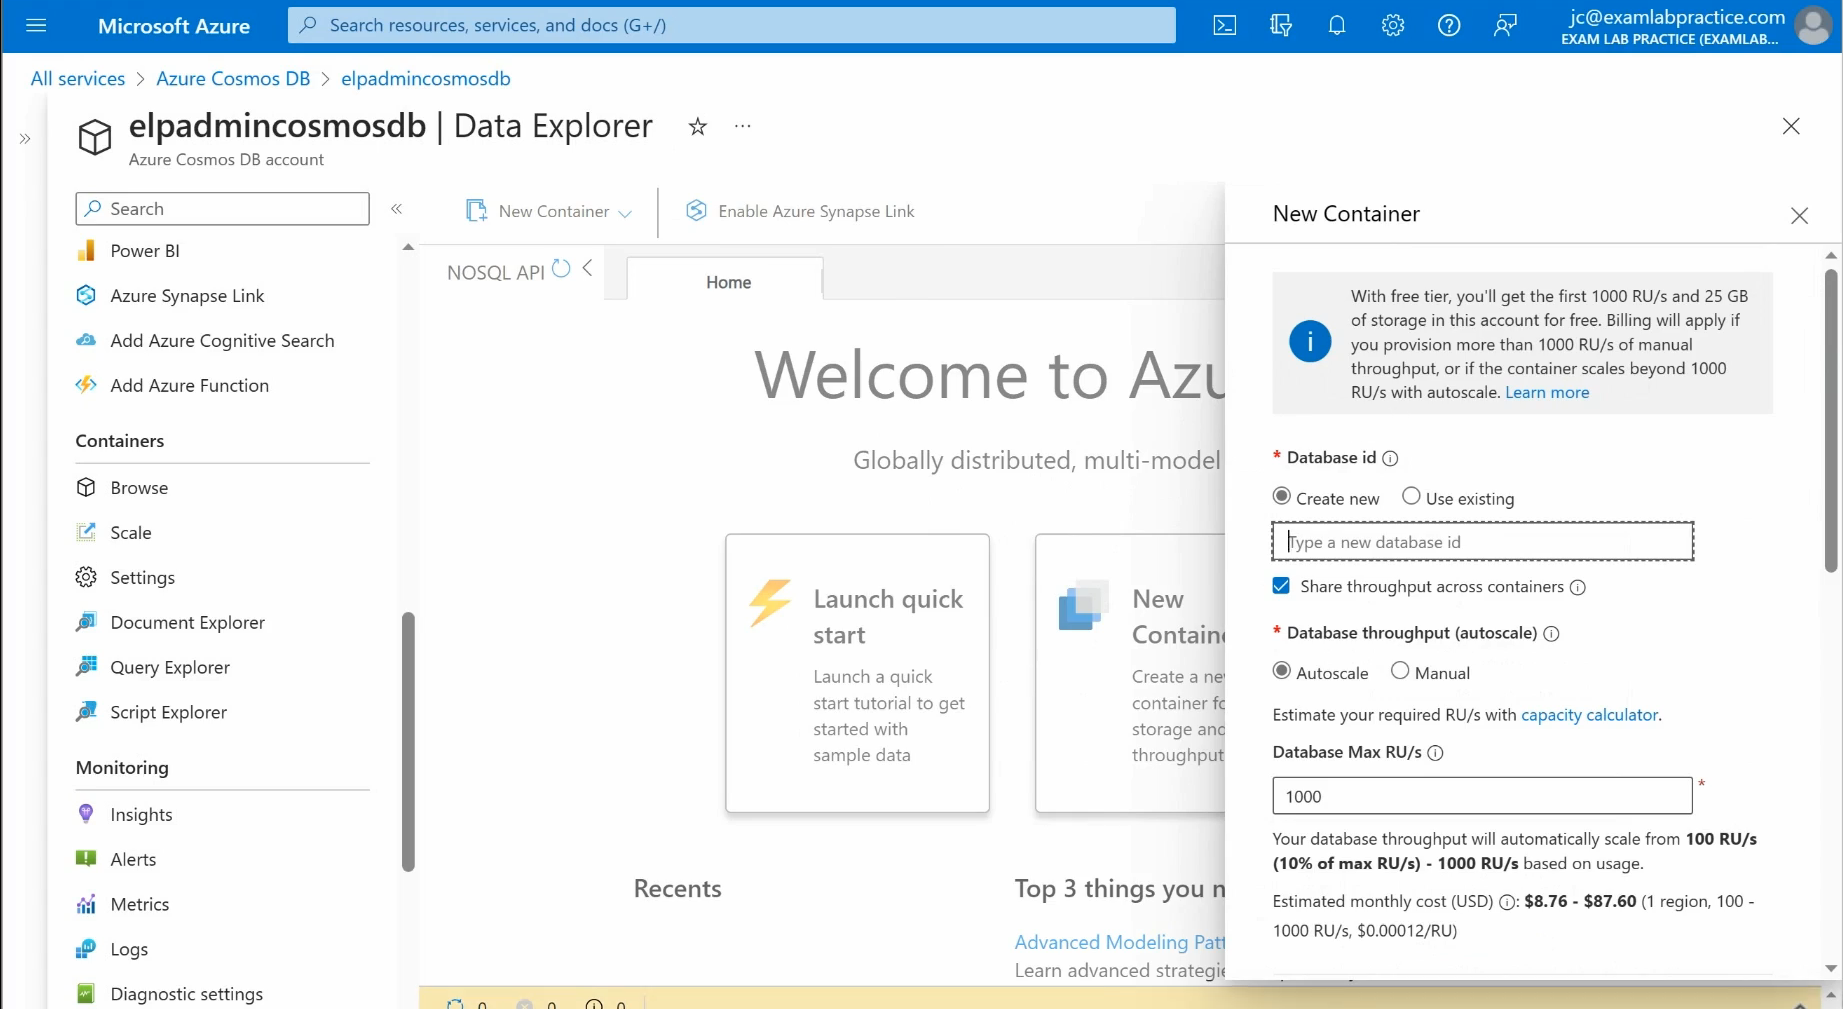 Microsoft Azure
Search resources, services, and docs (G+/)
jc@examlabpractice.com
EXAM LAB PRACTICE (EXAMLAB...
All services > Azure Cosmos DB > elpadmincosmosdb
»
elpadmincosmosdb | Data Explorer
...
Azure Cosmos DB account
Search
«
Power BI
Azure Synapse Link
Add Azure Cognitive Search
Add Azure Function
Containers
Browse
Scale
Settings
Document Explorer
Query Explorer
Script Explorer
Monitoring
Insights
Alerts
Metrics
Logs
Diagnostic settings
New Container
Enable Azure Synapse Link
NOSQL API
Home
Welcome to Azu
Globally distributed, multi-model
Launch quick
start
Launch a quick
start tutorial to get
started with
sample data
New
Containe
Create a ne
container fo
storage and
throughput
Recents
Top 3 things you n
Advanced Modeling Patt
Learn advanced strategie
0 0 0
New Container
With free tier, you'll get the first 1000 RU/s and 25 GB
of storage in this account for free. Billing will apply if
you provision more than 1000 RU/s of manual
throughput, or if the container scales beyond 1000
RU/s with autoscale. Learn more
* Database id
Create new
Use existing
Type a new database id
Share throughput across containers
* Database throughput (autoscale)
Autoscale
Manual
Estimate your required RU/s with capacity calculator.
Database Max RU/s
1000
*
Your database throughput will automatically scale from 100 RU/s
(10% of max RU/s) - 1000 RU/s based on usage.
Estimated monthly cost (USD) : $8.76 - $87.60 (1 region, 100 -
1000 RU/s, $0.00012/RU)